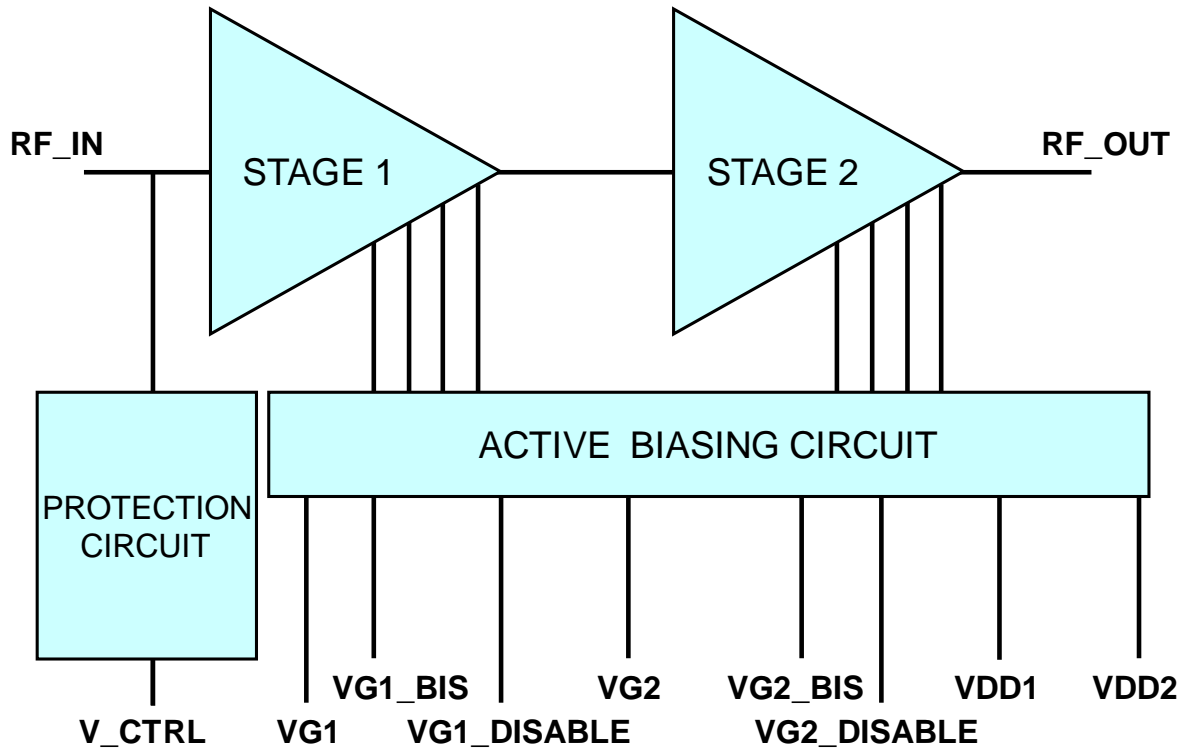 RF_IN
STAGE 1
STAGE 2
RF_OUT
ACTIVE BIASING CIRCUIT
PROTECTION
CIRCUIT
VG1_BIS
VG2
VG2_BIS
VDD1
VDD2
V_CTRL
VG1
VG1_DISABLE
VG2_DISABLE